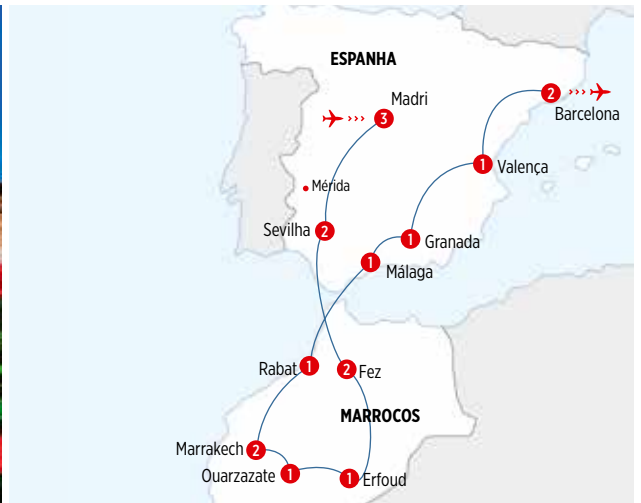 ESPANHA
Madri
3
2
Barcelona
1
Valença
Mérida
Sevilha
2
1
Granada
1
Málaga
Rabat
1
2
Fez
MARROCOS
Marrakech
2
Ouarzazate
1
1
Erfoud